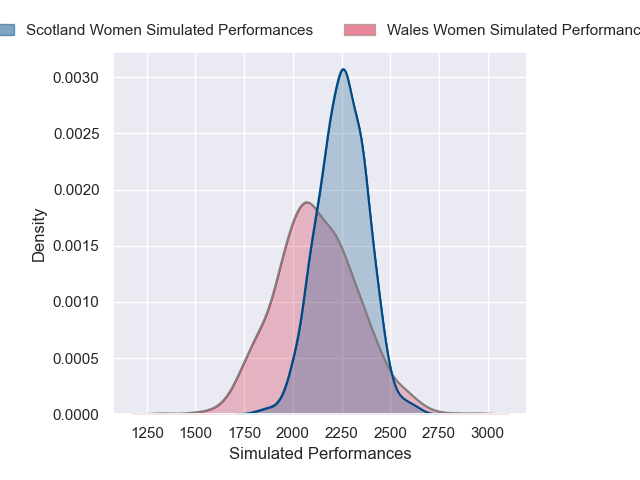 Scotland Women Simulated Performances Wales Women Simulated
0.0030
0.0025
0.0020
0.0015
0.0010
0.0005
0.0000
Density
1250 1500 1750 2000 2250 2500 2750 3000
Simulated Performances